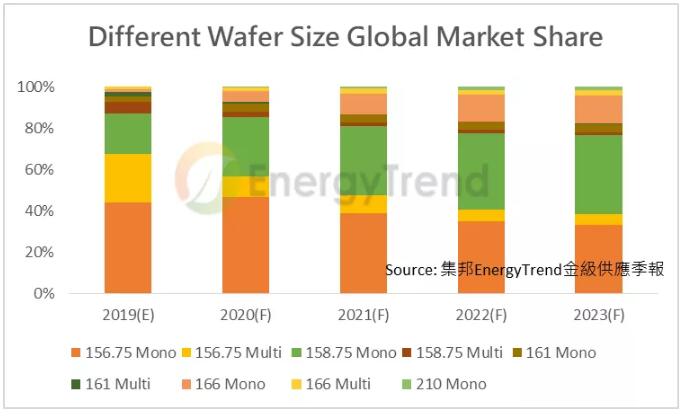 Different Wafer Size Global Market Share
100%
80%
60%
40%
20%
0%
EnergyTrend
Source: 集邦EnergyTrend金級供應季報
2019(E) 2020(F) 2021(F) 2022(F) 2023(F)
156.75 Mono 156.75 Multi 158.75 Mono 158.75 Multi 161 Mono
161 Multi 166 Mono 166 Multi 210 Mono